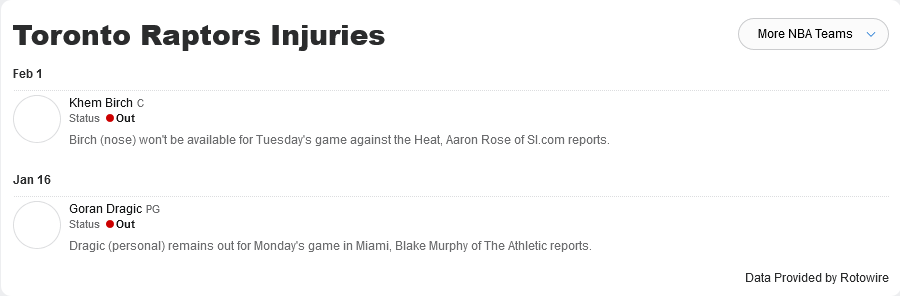 Toronto Raptors Injuries
More NBA Teams
Feb 1
Khem Birch C
Status Out
Birch (nose) won't be available for Tuesday's game against the Heat, Aaron Rose of SI.com reports.
Jan 16
Goran Dragic PG
Status Out
Dragic (personal) remains out for Monday's game in Miami, Blake Murphy of The Athletic reports.
Data Provided by Rotowire